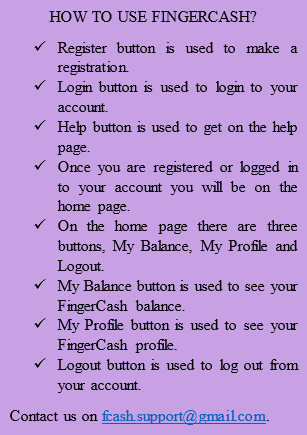 HOW TO USE FINGERCASH?
✓ Register button is used to make a
registration.
✓ Login button is used to login to your
account.
✓ Help button is used to get on the help
page.
✓ Once you are registered or logged in
to your account you will be on the
home page.
✓ On the home page there are three
buttons, My Balance, My Profile and
Logout.
✓ My Balance button is used to see your
FingerCash balance.
✓ My Profile button is used to see your
FingerCash profile.
✓ Logout button is used to log out from
your account.
Contact us on fcash.support@gmail.com.